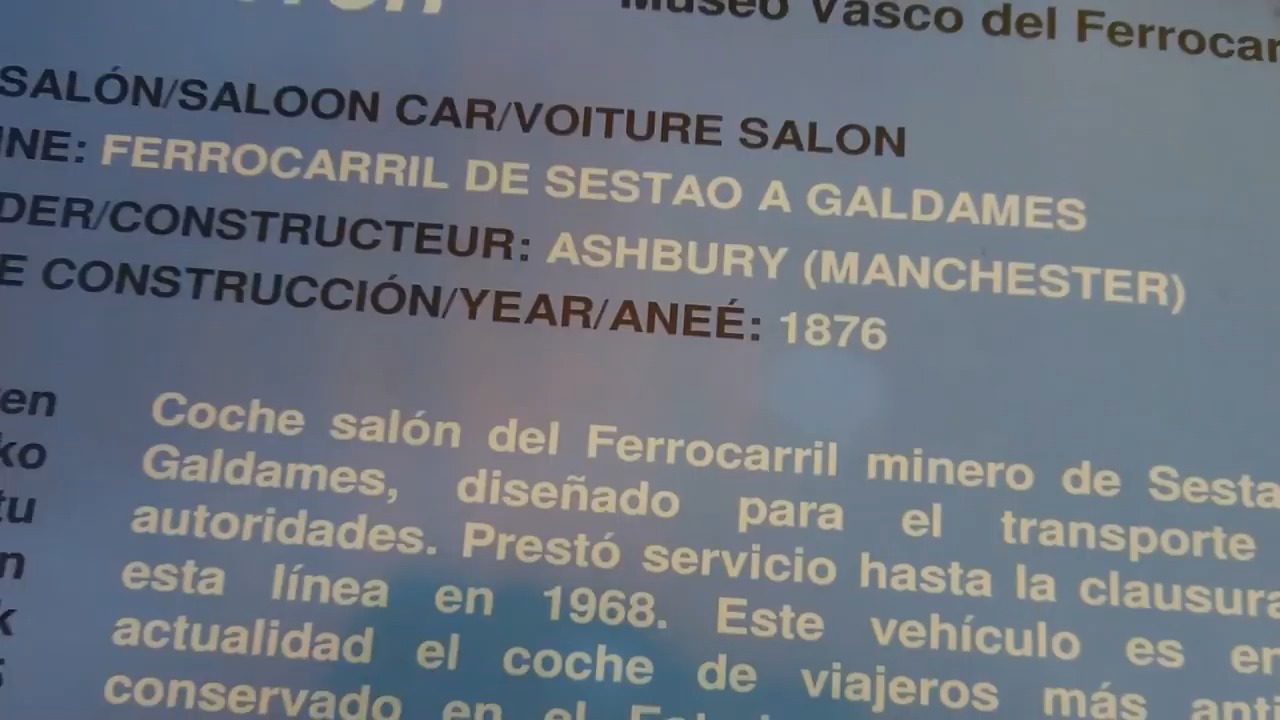 Museo Vasco del Ferrocar
SALÓN/SALOON CAR/VOITURE SALON
INE: FERROCARRIL DE SESTAO A GALDAMES
DER/CONSTRUCTEUR: ASHBURY (MANCHESTER)
E CONSTRUCCIÓN/YEAR/ANEÉ: 1876
en
ko
tu
n
k
Coche salón del Ferrocarril minero de Sesta
Galdames, diseñado para el transporte
autoridades. Prestó servicio hasta la clausura
esta línea en 1968. Este vehículo es en
actualidad el coche de viajeros más anti
conservado en el